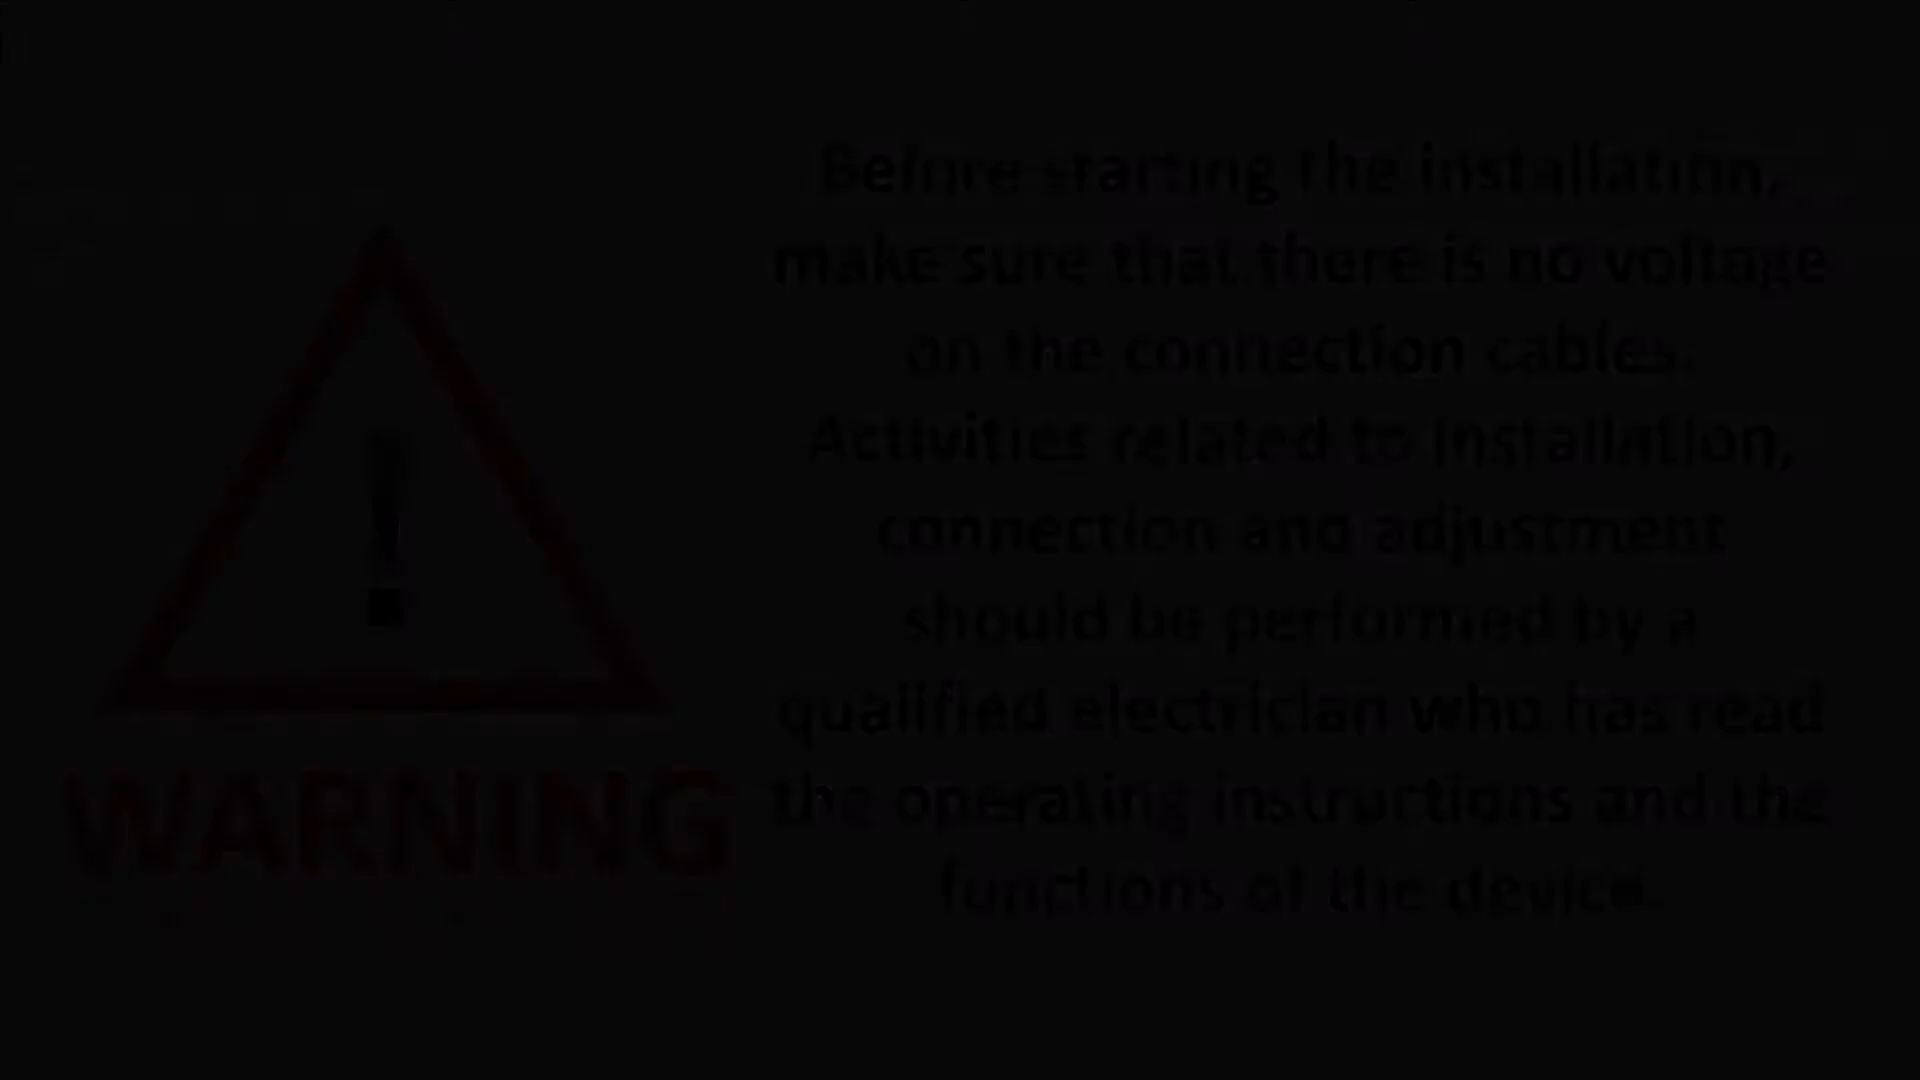 Before starting the installation,
make sure that there is no voltage
on the connection cables.
Activities related to installation,
connection and adjustment
should be performed by a
qualified electrician who has read
the operating instructions and the
functions of the device.
!
WARNING